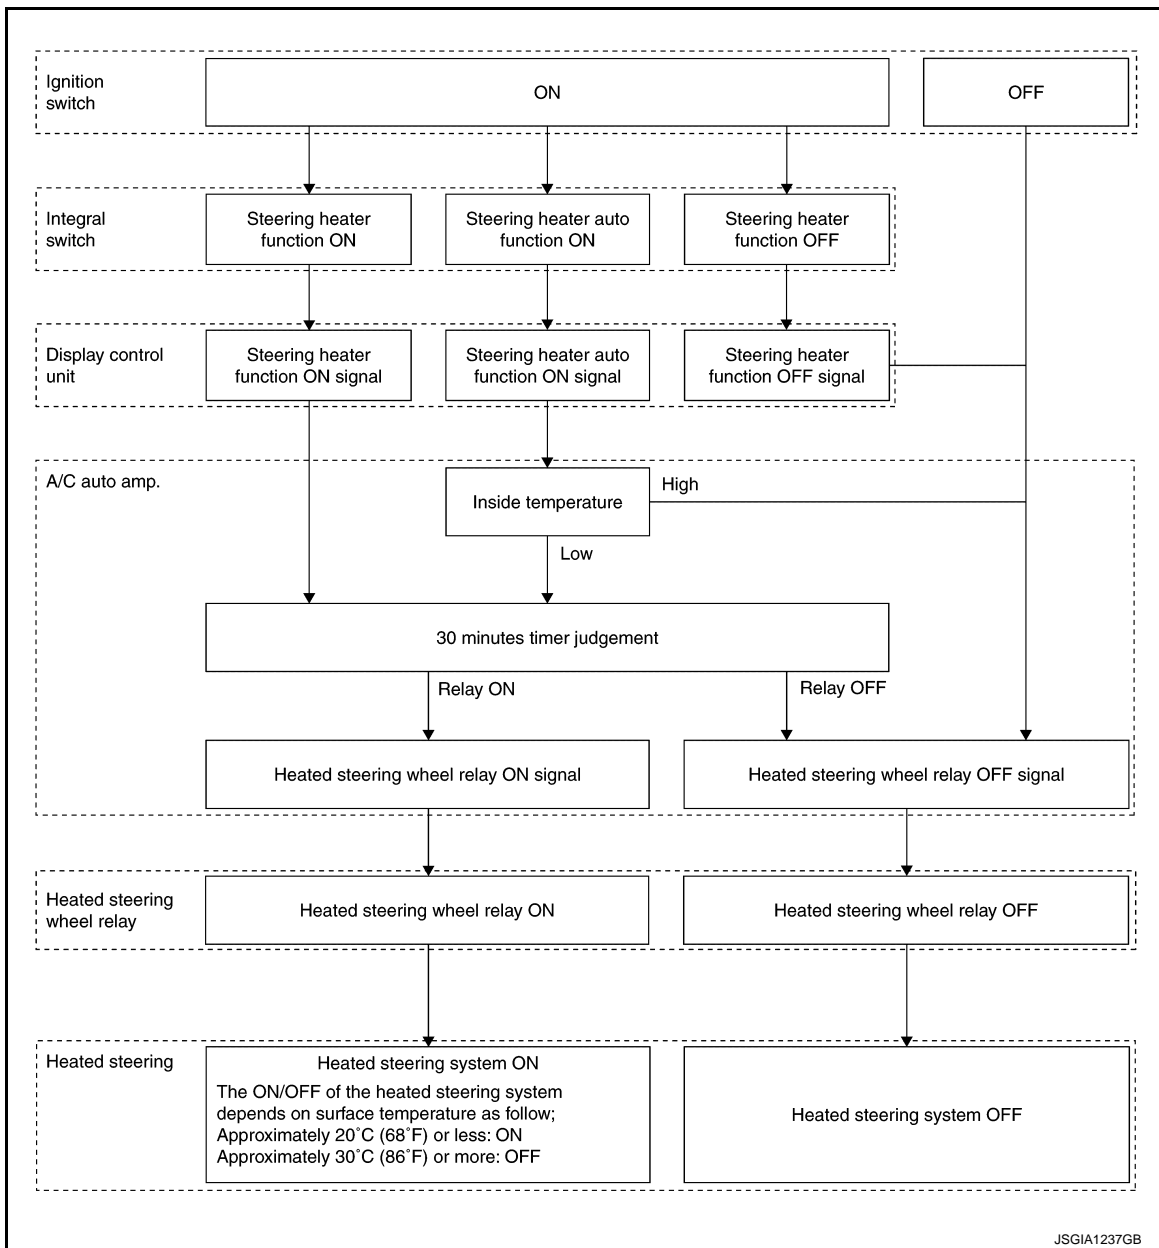 Ignition
switch
ON
OFF
Integral
switch
Steering heater
function ON
Steering heater auto
function ON
Steering heater
function OFF
Display control
unit
Steering heater
function ON signal
Steering heater auto
function ON signal
Steering heater
function OFF signal
A/C auto amp.
Inside temperature
High
Low
30 minutes timer judgement
Relay ON
Relay OFF
Heated steering wheel relay ON signal
Heated steering wheel relay OFF signal
Heated steering
wheel relay
Heated steering wheel relay ON
Heated steering wheel relay OFF
Heated steering
Heated steering system ON
The ON/OFF of the heated steering system
depends on surface temperature as follow;
Approximately 20˚C (68˚F) or less: ON
Approximately 30˚C (86˚F) or more: OFF
Heated steering system OFF
JSGIA1237GB